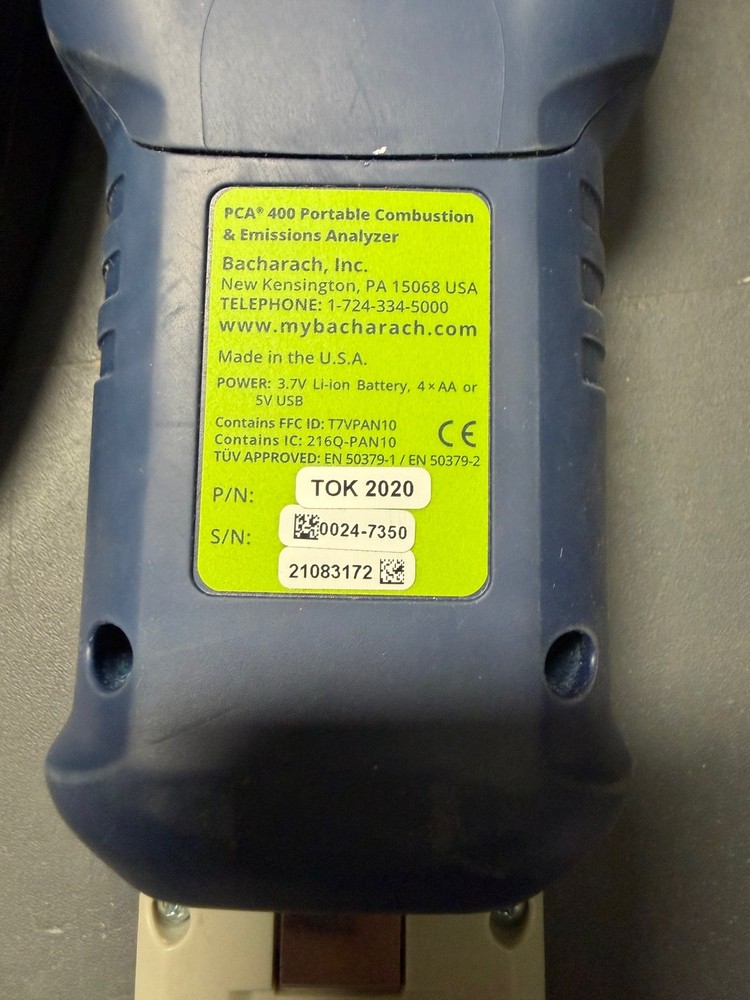 PCA® 400 Portable Combustion
& Emissions Analyzer
Bacharach, Inc.
New Kensington, PA 15068 USA
TELEPHONE: 1-724-334-5000
www.mybacharach.com
Made in the U.S.A.
POWER: 3.7V Li-ion Battery, 4×AA or
5V USB
Contains FFC ID: T7VPAN10
Contains IC: 216Q-PAN10
CE
TÜV APPROVED: EN 50379-1 / EN 50379-2
P/N: TOK 2020
S/N: 0024-7350
21083172